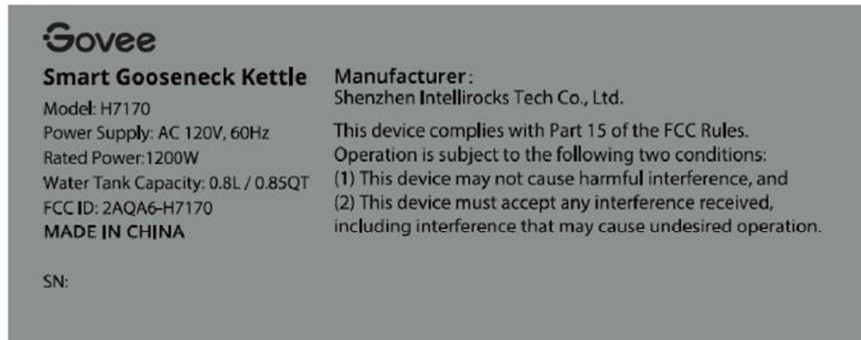 Govee
Smart Gooseneck Kettle
Model: H7170
Power Supply: AC 120V, 60Hz
Rated Power:1200W
Water Tank Capacity: 0.8L / 0.85QT
FCC ID: 2AQA6-H7170
MADE IN CHINA
SN:
Manufacturer:
Shenzhen Intellirocks Tech Co., Ltd.
This device complies with Part 15 of the FCC Rules.
Operation is subject to the following two conditions:
(1) This device may not cause harmful interference, and
(2) This device must accept any interference received,
including interference that may cause undesired operation.